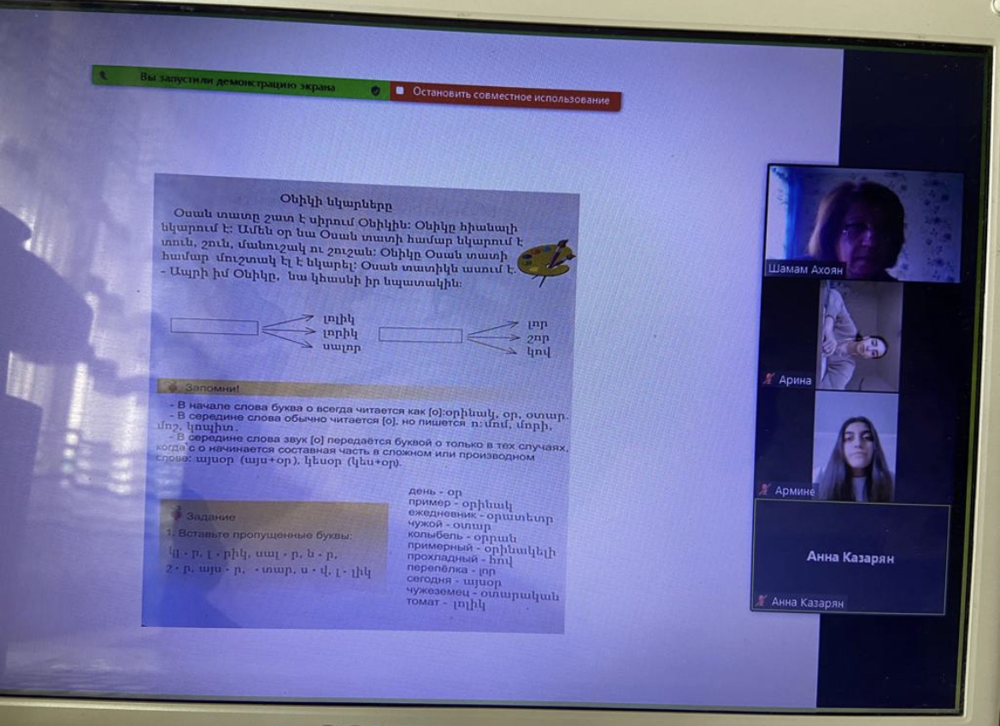 Вы запустили демонстрацию экрана
Остановить совместное использование
Օնիկի նկարները
Օսան տատը շատ է սիրում Օնիկին: Օնիկը հիանալի
նկարում է: Ամեն օր նա Օսան տատի համար նկարում է
տուն, շուն, մանուշակ ու շուշան: Օնիկը Օսան տատի
համար մուշտակ էլ է նկարել: Օսան տատիկն ասում է.
- Ապրի իմ Օնիկը, նա կհասնի իր նպատակին:
լոլիկ
լորիկ
սալոր
լոր
շոր
կով
Запомни!
- В начале слова буква օ всегда читается как [о]:օրինակ, օր, օտար.
- В середине слова обычно читается [о], но пишется ո: մոմ, մորի,
մոշ, կոպիտ.
- В середине слова звук [о] передаётся буквой օ только в тех случаях,
когда с օ начинается составная часть в сложном или производном
слове: այսօր (այս+օր), կեսօր (կես+օր).
Задание
1. Вставьте пропущенные буквы:
կլ · ր, լ · րիկ, սալ · ր, ն · ր,
շ · ր, այս · ր, · տար, ս · վ, լ · լիկ
день - օր
пример - օրինակ
ежедневник - օրատետր
чужой - օտար
колыбель - օրրան
примерный - օրինակելի
прохладный - հով
перепёлка - լոր
сегодня - այսօր
чужеземец - օտարական
томат - լոլիկ
Шамам Ахоян
Арина
Армине
Анна Казарян
Анна Казарян